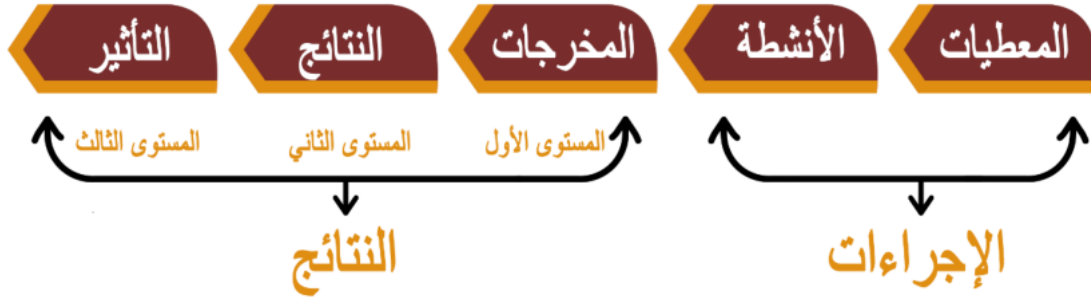 المعطيات
الأنشطة
المخرجات
النتائج
التأثير
المستوى الأول
المستوى الثاني
المستوى الثالث
الإجراءات
النتائج